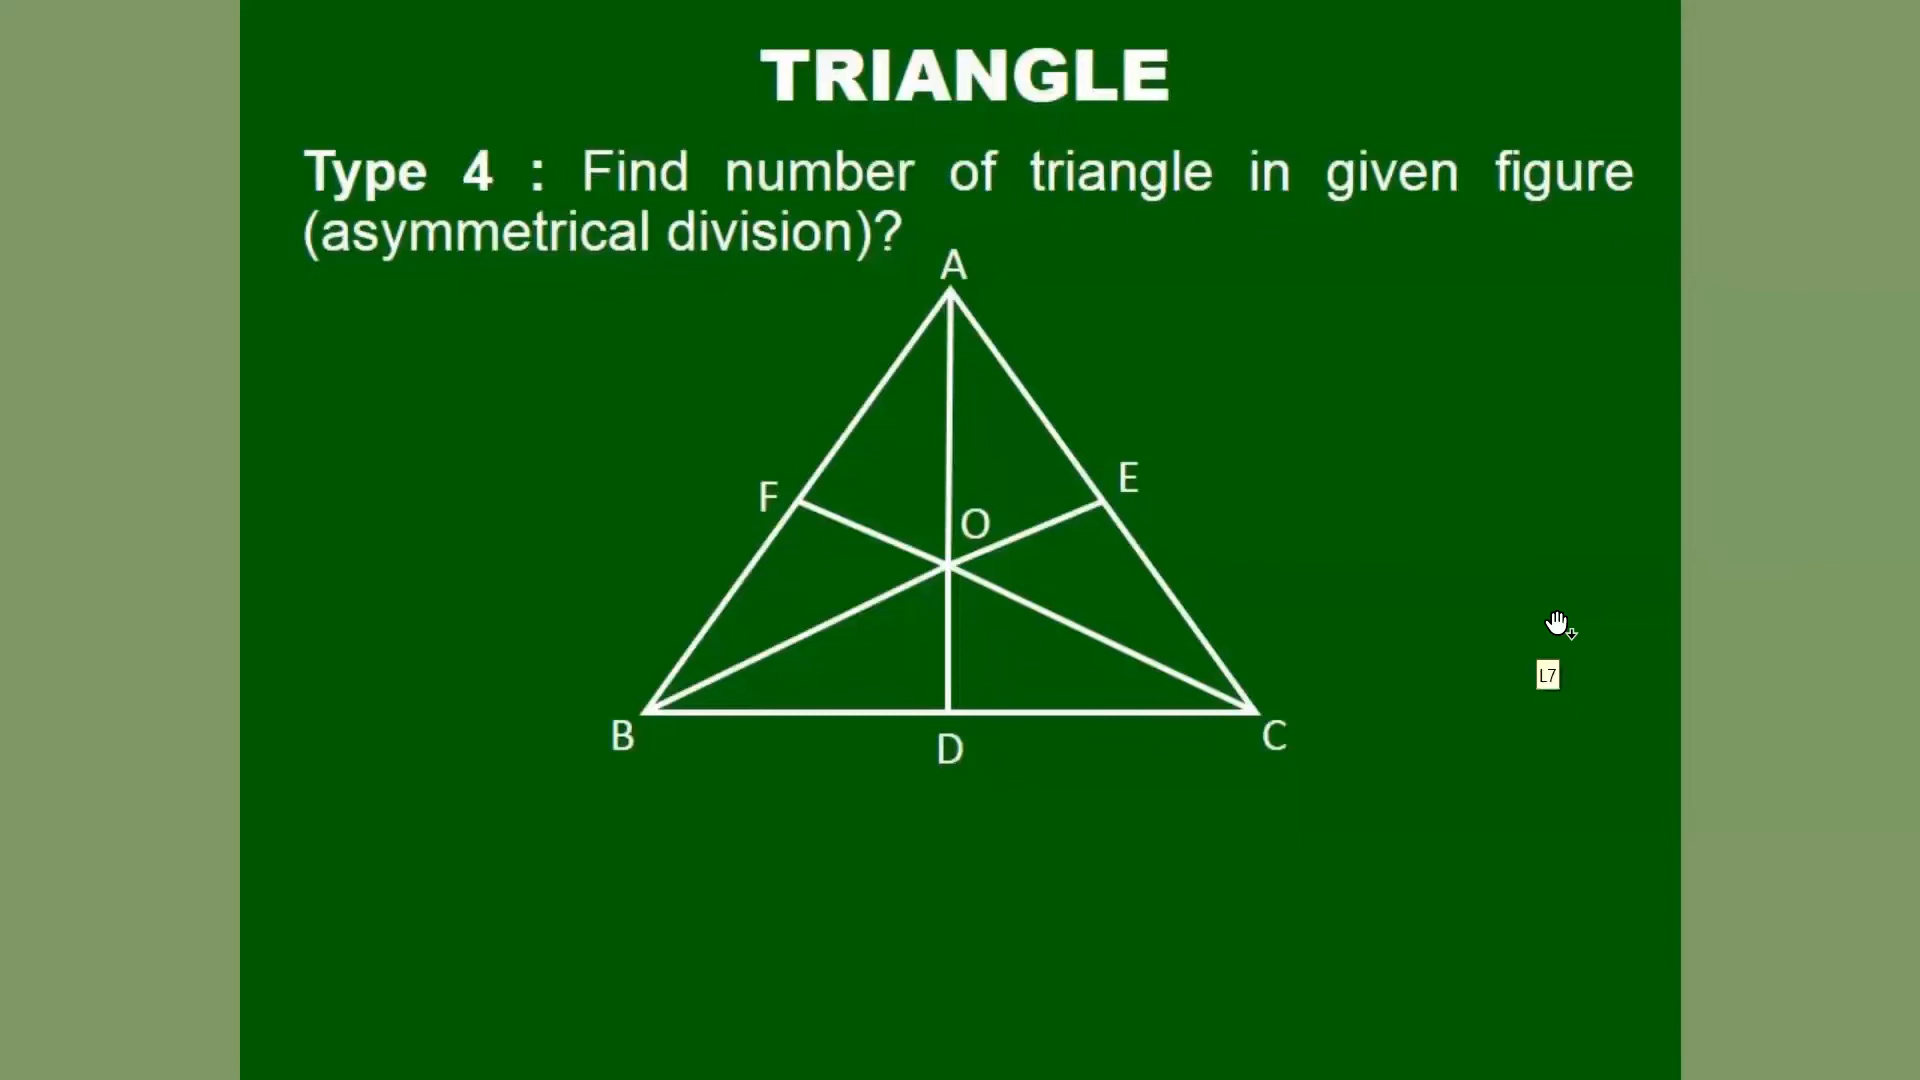 TRIANGLE
Type 4 : Find number of triangle in given figure
(asymmetrical division)?
A
F
E
O
B
D
C
L7